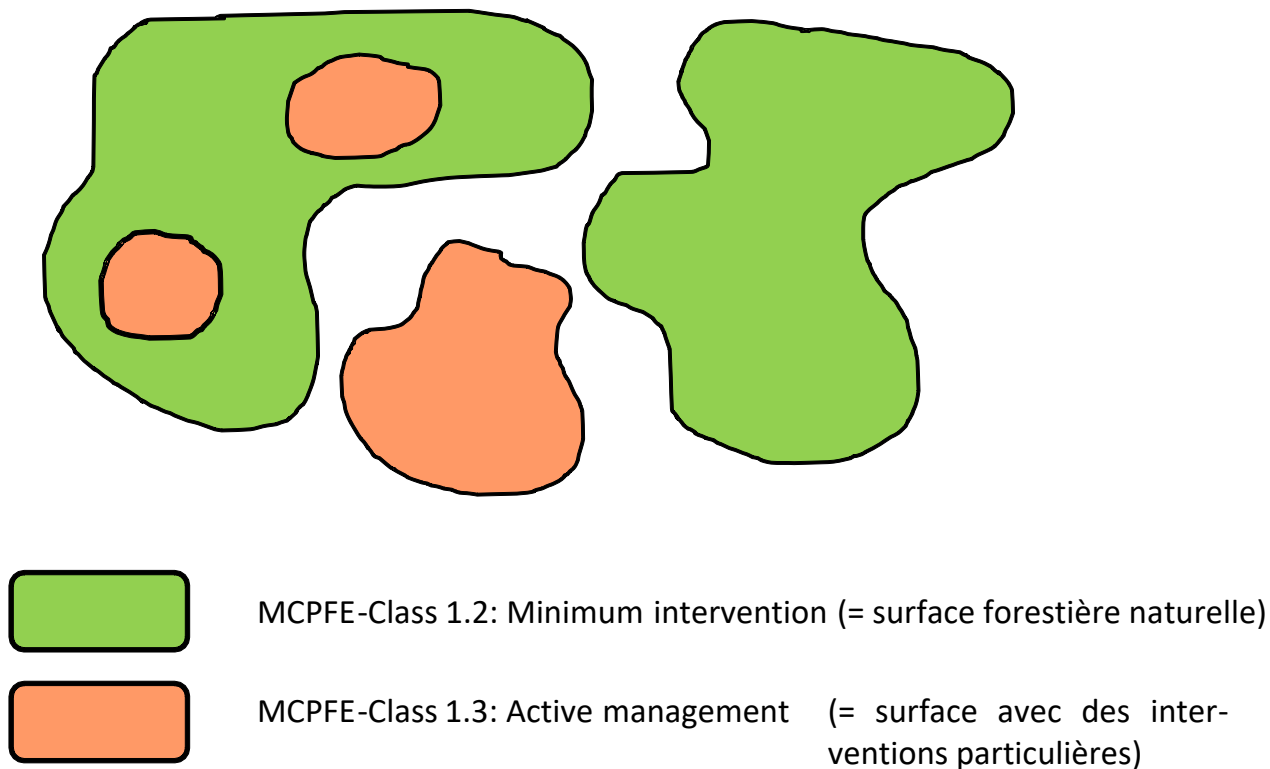 MCPFE-Class 1.2: Minimum intervention (= surface forestière naturelle)
MCPFE-Class 1.3: Active management (= surface avec des inter-
ventions particulières)